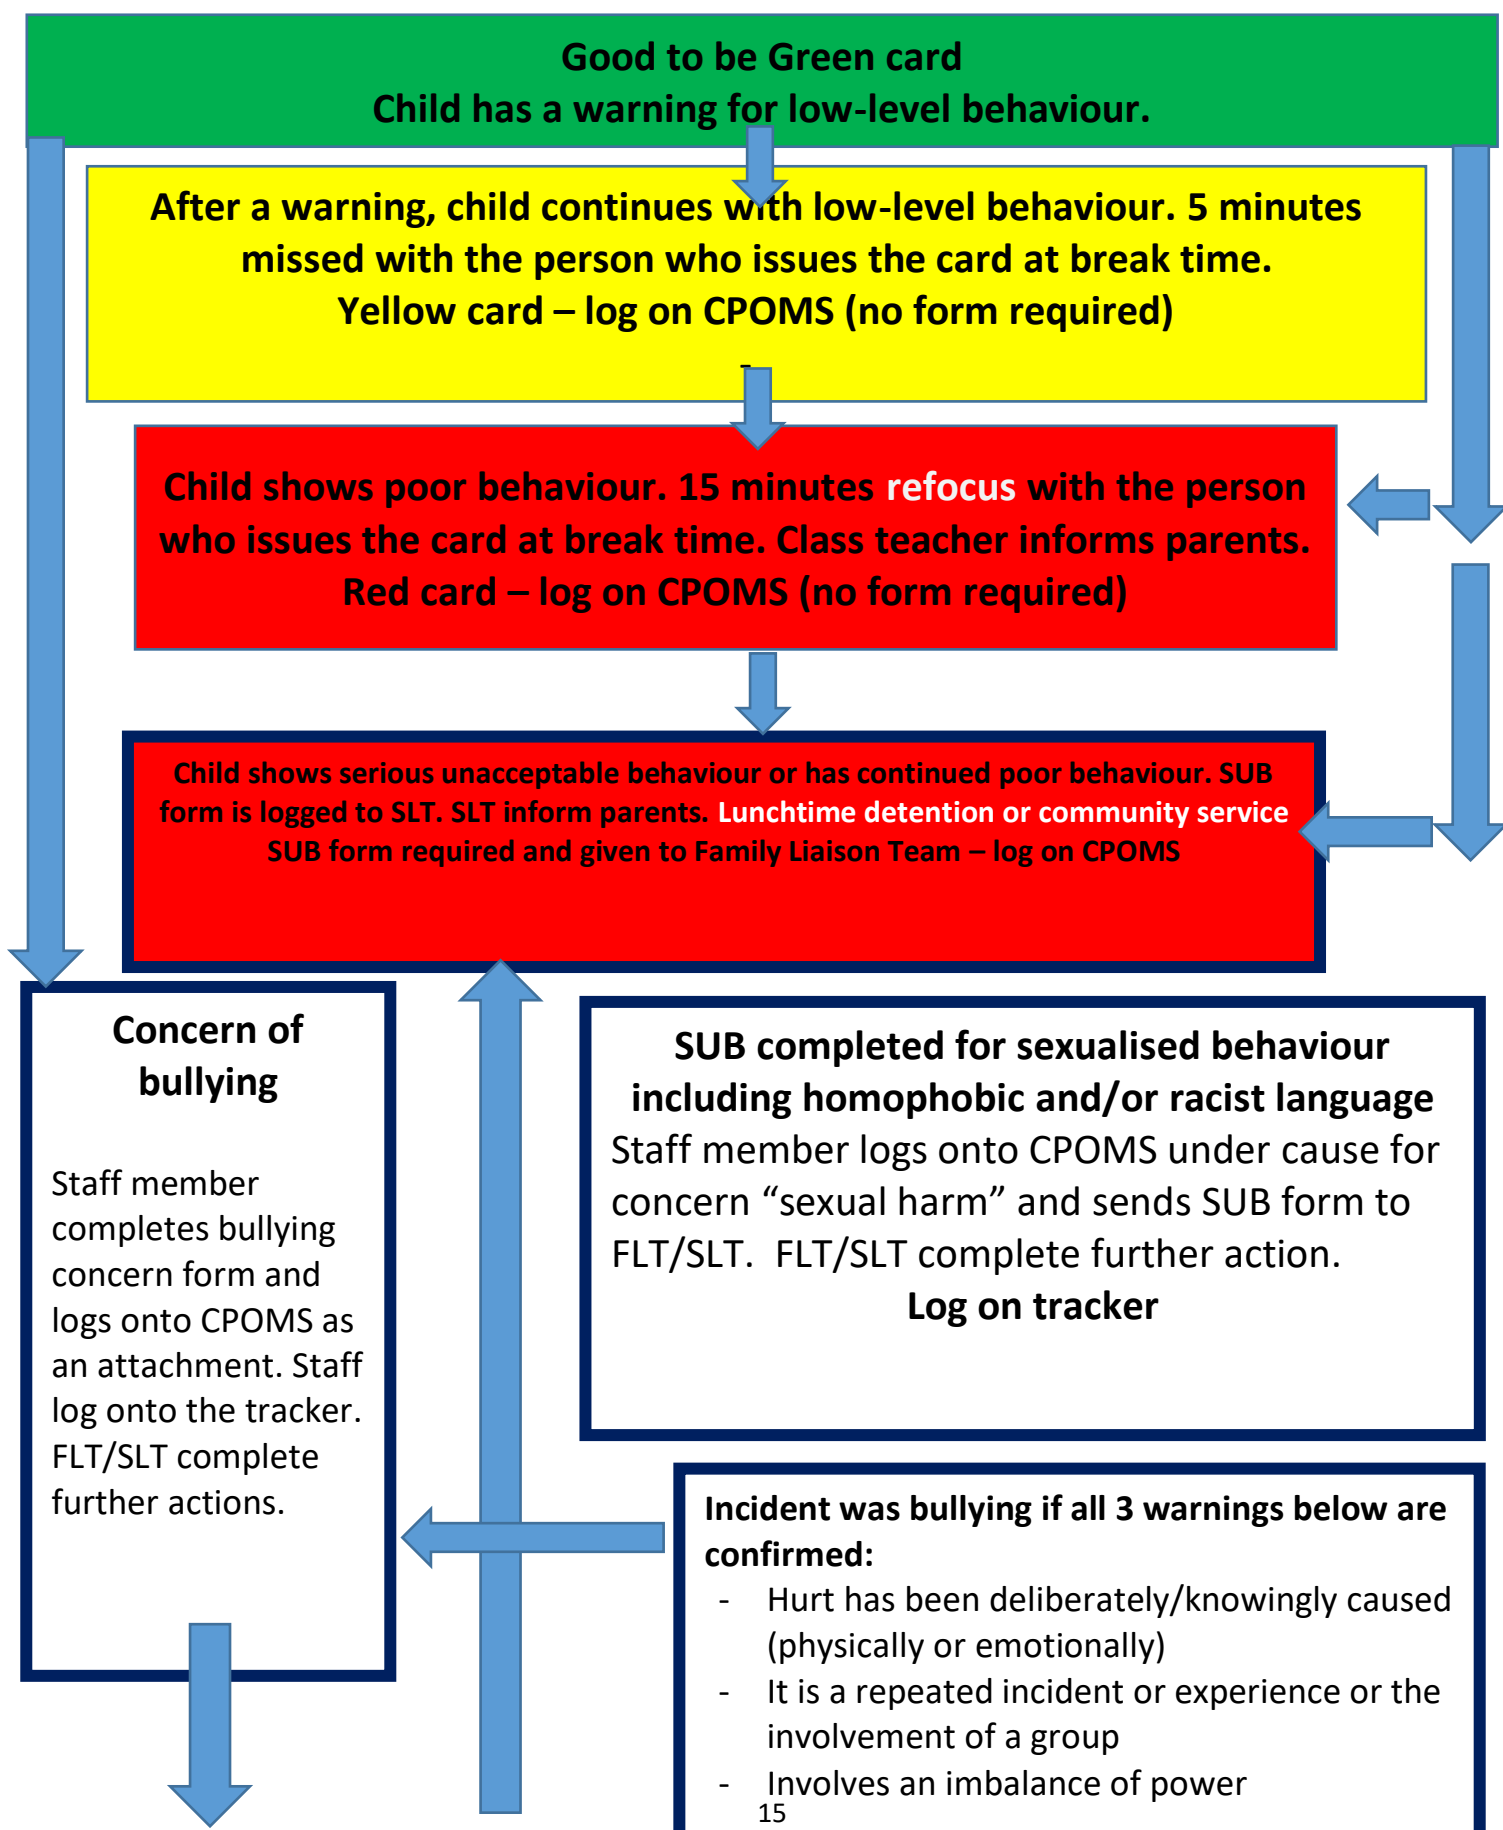 Good to be Green card
Child has a warning for low-level behaviour.
After a warning, child continues with low-level behaviour. 5 minutes
missed with the person who issues the card at break time.
Yellow card – log on CPOMS (no form required)
-
Child shows poor behaviour. 15 minutes refocus with the person
who issues the card at break time. Class teacher informs parents.
Red card – log on CPOMS (no form required)
Child shows serious unacceptable behaviour or has continued poor behaviour. SUB
form is logged to SLT. SLT inform parents. Lunchtime detention or community service
SUB form required and given to Family Liaison Team – log on CPOMS
Concern of
bullying
Staff member
completes bullying
concern form and
logs onto CPOMS as
an attachment. Staff
log onto the tracker.
FLT/SLT complete
further actions.
SUB completed for sexualised behaviour
including homophobic and/or racist language
Staff member logs onto CPOMS under cause for
concern “sexual harm” and sends SUB form to
FLT/SLT.  FLT/SLT complete further action.
Log on tracker
Incident was bullying if all 3 warnings below are
confirmed:
- Hurt has been deliberately/knowingly caused
(physically or emotionally)
- It is a repeated incident or experience or the
involvement of a group
- Involves an imbalance of power
15